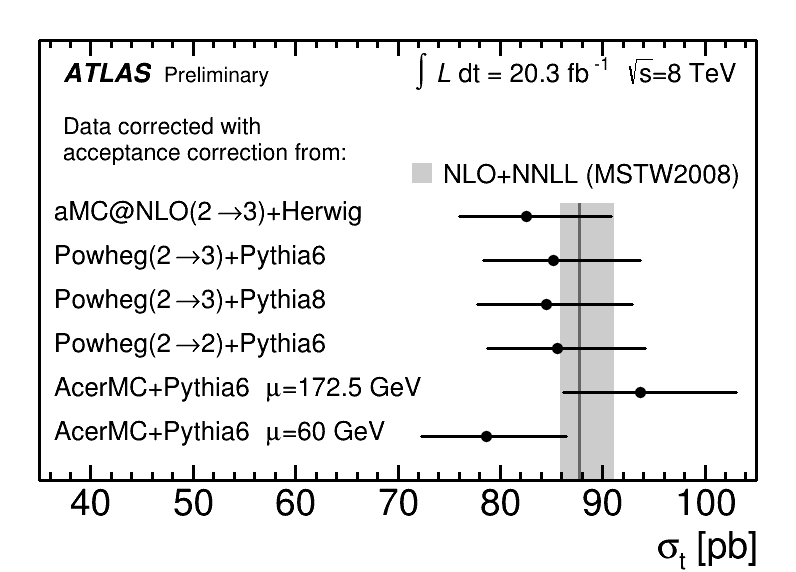 ATLAS Preliminary
∫ L dt = 20.3 fb⁻¹ √s=8 TeV
Data corrected with
acceptance correction from:
NLO+NNLL (MSTW2008)
aMC@NLO(2→3)+Herwig
Powheg(2→3)+Pythia6
Powheg(2→3)+Pythia8
Powheg(2→2)+Pythia6
AcerMC+Pythia6 μ=172.5 GeV
AcerMC+Pythia6 μ=60 GeV
40 50 60 70 80 90 100
σt [pb]